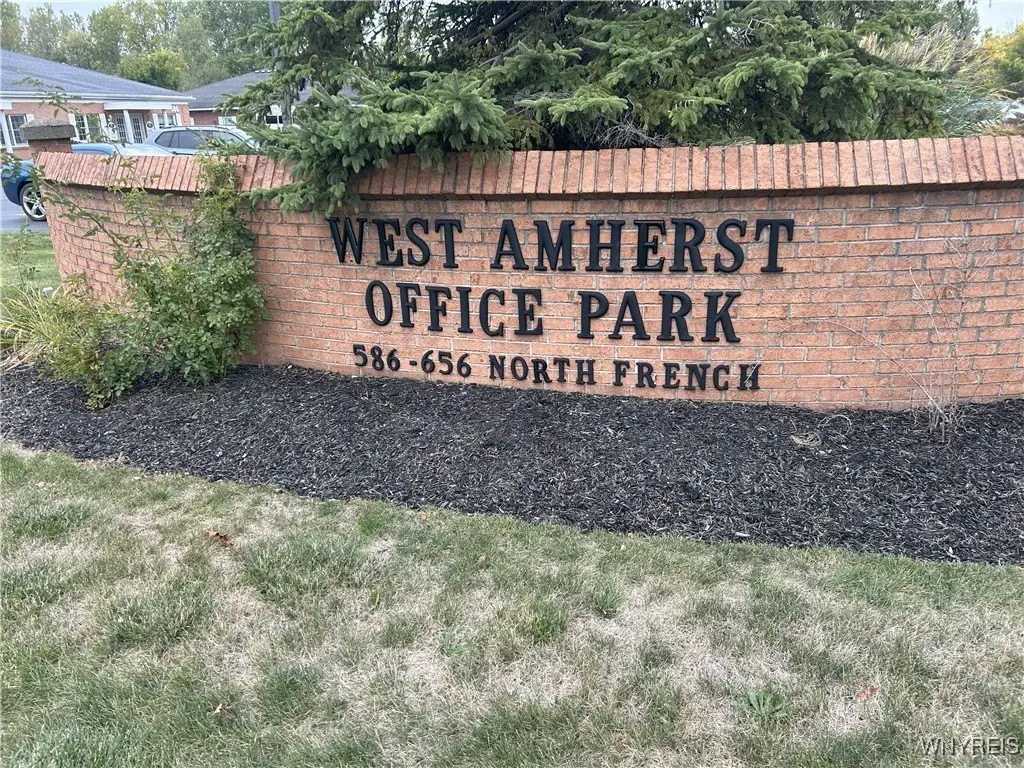 WEST AMHERST
OFFICE PARK
586-656 NORTH FRENCH
WNYREIS